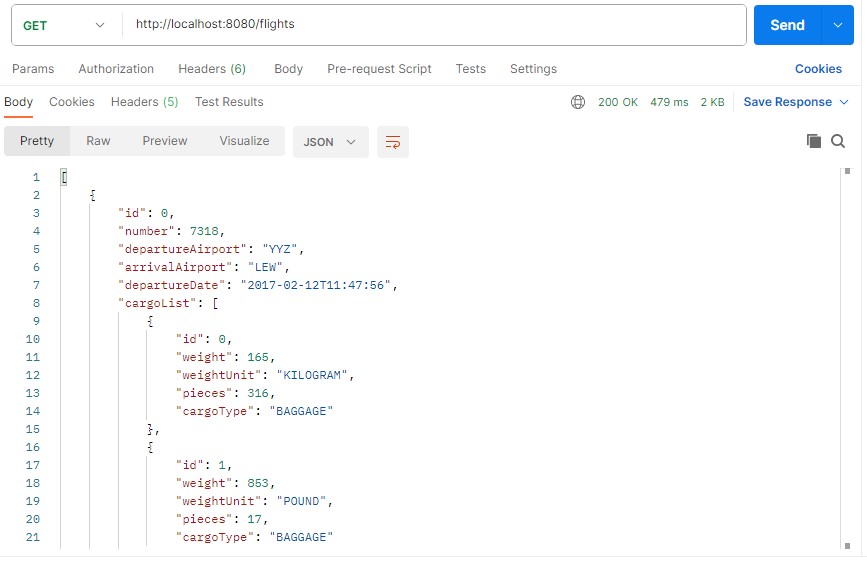 GET http://localhost:8080/flights Send
Params Authorization Headers (6) Body Pre-request Script Tests Settings Cookies
Body Cookies Headers (5) Test Results 200 OK 479 ms 2 KB Save Response
Pretty Raw Preview Visualize JSON
1 [
2 {
3 "id": 0,
4 "number": 7318,
5 "departureAirport": "YYZ",
6 "arrivalAirport": "LEW",
7 "departureDate": "2017-02-12T11:47:56",
8 "cargoList": [
9 {
10 "id": 0,
11 "weight": 165,
12 "weightUnit": "KILOGRAM",
13 "pieces": 316,
14 "cargoType": "BAGGAGE"
15 },
16 {
17 "id": 1,
18 "weight": 853,
19 "weightUnit": "POUND",
20 "pieces": 17,
21 "cargoType": "BAGGAGE"